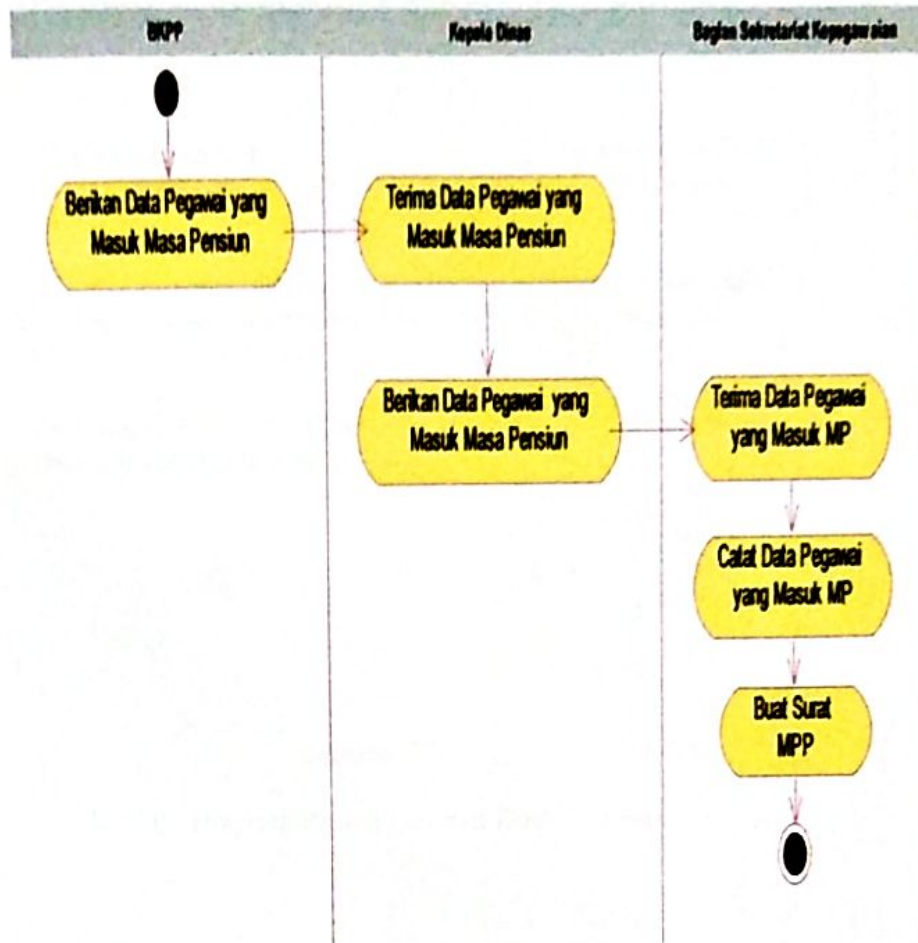 BKPP
Kepala Dinas
Bagian Sekretariat Kepegawaian
Berikan Data Pegawai yang
Masuk Masa Pensiun
Terima Data Pegawai yang
Masuk Masa Pensiun
Berikan Data Pegawai yang
Masuk Masa Pensiun
Terima Data Pegawai
yang Masuk MP
Catat Data Pegawai
yang Masuk MP
Buat Surat
MPP